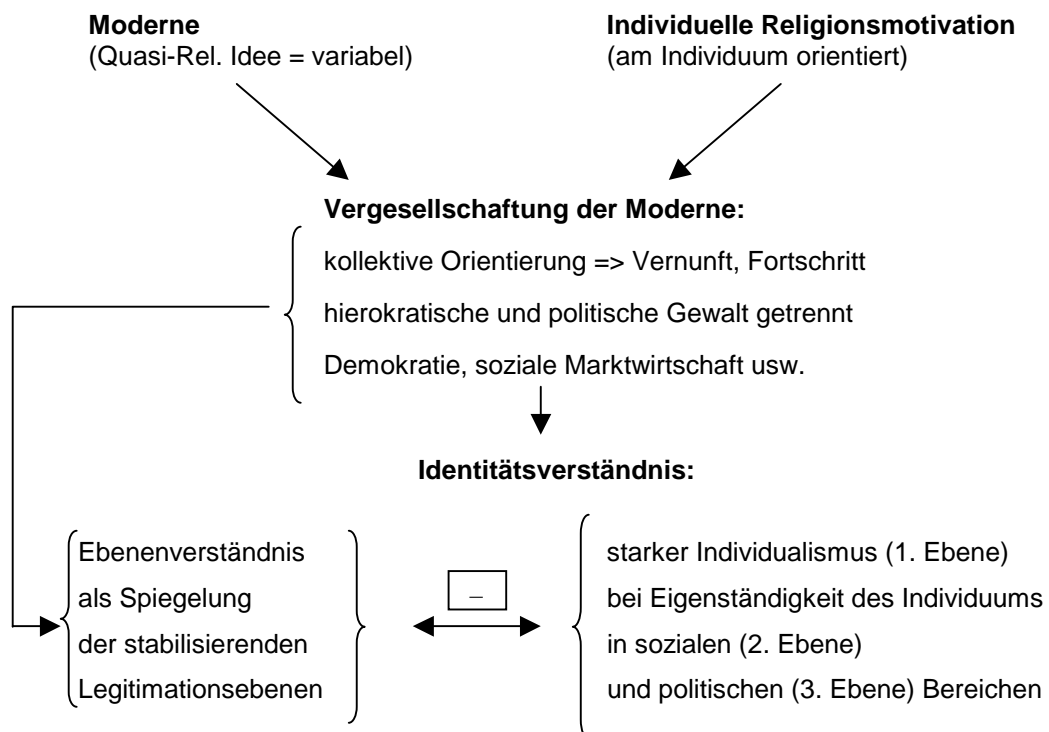 Moderne
(Quasi-Rel. Idee = variabel)
Individuelle Religionsmotivation
(am Individuum orientiert)
Vergesellschaftung der Moderne:
kollektive Orientierung => Vernunft, Fortschritt
hierokratische und politische Gewalt getrennt
Demokratie, soziale Marktwirtschaft usw.
Identitätsverständnis:
Ebenenverständnis
als Spiegelung
der stabilisierenden
Legitimationsebenen
_
starker Individualismus (1. Ebene)
bei Eigenständigkeit des Individuums
in sozialen (2. Ebene)
und politischen (3. Ebene) Bereichen